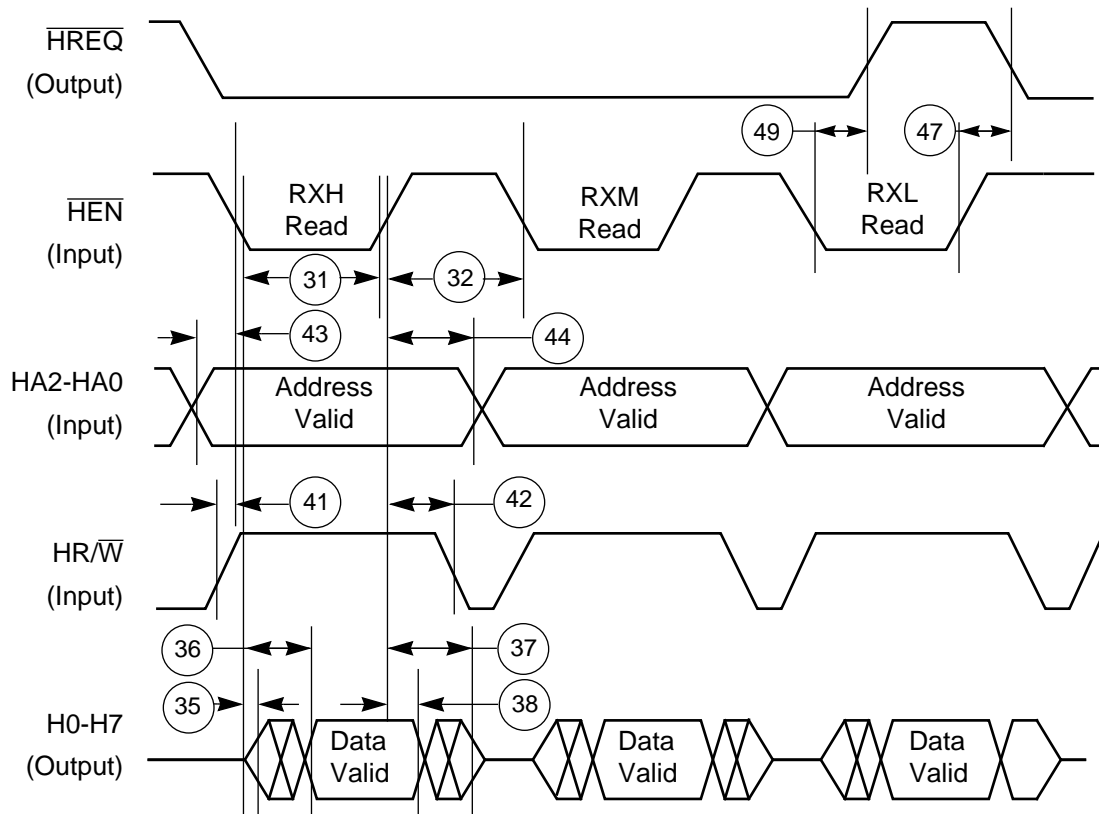 HREQ
(Output)
49
47
HEN
(Input)
RXH
Read
RXM
Read
RXL
Read
31
32
43
44
HA2-HA0
(Input)
Address
Valid
Address
Valid
Address
Valid
41
42
HR/W
(Input)
36
37
35
38
H0-H7
(Output)
Data
Valid
Data
Valid
Data
Valid